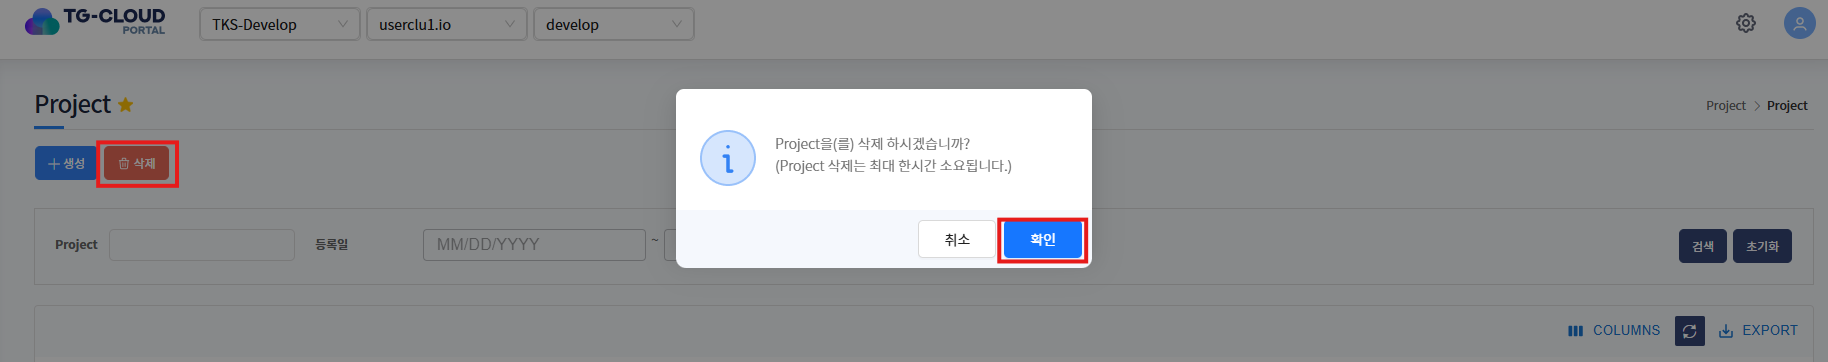 TG-CLOUD
PORTAL
TKS-Develop
userclu1.io
develop
Project
Project > Project
생성
삭제
Project을(를) 삭제 하시겠습니까?
(Project 삭제는 최대 한시간 소요됩니다.)
취소
확인
Project
등록일
MM/DD/YYYY
~
검색
초기화
COLUMNS
EXPORT